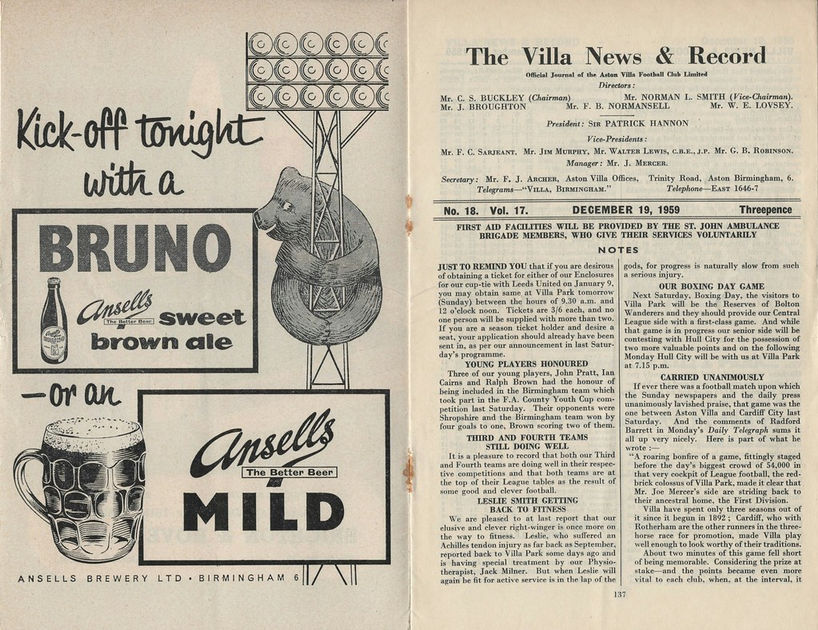 Kick-off tonight
with a
BRUNO
Ansells
The Better Beer
sweet
brown ale
—or an
Ansells
The Better Beer
MILD
ANSELLS BREWERY LTD · BIRMINGHAM 6
The Villa News & Record
Official Journal of the Aston Villa Football Club Limited
Directors:
Mr. C. S. BUCKLEY (Chairman) Mr. NORMAN L. SMITH (Vice-Chairman).
Mr. J. BROUGHTON Mr. F. B. NORMANSELL Mr. W. E. LOVSEY.
President: SIR PATRICK HANNON
Vice-Presidents:
Mr. F. C. SARJEANT, Mr. JIM MURPHY, Mr. WALTER LEWIS, C.B.E., J.P. Mr. G. B. ROBINSON.
Manager: Mr. J. MERCER.
Secretary: Mr. F. J. ARCHER, Aston Villa Offices, Trinity Road, Aston Birmingham, 6.
Telegrams—"VILLA, BIRMINGHAM." Telephone—EAST 1646-7
No. 18. Vol. 17. DECEMBER 19, 1959 Threepence
FIRST AID FACILITIES WILL BE PROVIDED BY THE ST. JOHN AMBULANCE
BRIGADE MEMBERS, WHO GIVE THEIR SERVICES VOLUNTARILY
NOTES
JUST TO REMIND YOU that if you are desirous
of obtaining a ticket for either of our Enclosures
for our cup-tie with Leeds United on January 9,
you may obtain same at Villa Park tomorrow
(Sunday) between the hours of 9.30 a.m. and
12 o'clock noon. Tickets are 3/6 each, and no
one person will be supplied with more than two.
If you are a season ticket holder and desire a
seat, your application should already have been
sent in, as per our announcement in last Satur-
day's programme.
YOUNG PLAYERS HONOURED
Three of our young players, John Pratt, Ian
Cairns and Ralph Brown had the honour of
being included in the Birmingham team which
took part in the F.A. County Youth Cup com-
petition last Saturday. Their opponents were
Shropshire and the Birmingham team won by
four goals to one, Brown scoring two of them.
THIRD AND FOURTH TEAMS
STILL DOING WELL
It is a pleasure to record that both our Third
and Fourth teams are doing well in their respec-
tive competitions and that both teams are at
the top of their League tables as the result of
some good and clever football.
LESLIE SMITH GETTING
BACK TO FITNESS
We are pleased to at last report that our
elusive and clever right-winger is once more on
the way to fitness. Leslie, who suffered an
Achilles tendon injury as far back as September,
reported back to Villa Park some days ago and
is having special treatment by our Physio-
therapist, Jack Milner. But when Leslie will
again be fit for active service is in the lap of the
gods, for progress is naturally slow from such
a serious injury.
OUR BOXING DAY GAME
Next Saturday, Boxing Day, the visitors to
Villa Park will be the Reserves of Bolton
Wanderers and they should provide our Central
League side with a first-class game. And while
that game is in progress our senior side will be
contesting with Hull City for the possession of
two more valuable points and on the following
Monday Hull City will be with us at Villa Park
at 7.15 p.m.
CARRIED UNANIMOUSLY
If ever there was a football match upon which
the Sunday newspapers and the daily press
unanimously lavished praise, that game was the
one between Aston Villa and Cardiff City last
Saturday. And the comments of Radford
Barrett in Monday's Daily Telegraph sums it
all up very nicely. Here is part of what he
wrote :—
"A roaring bonfire of a game, fittingly staged
before the day's biggest crowd of 54,000 in
that very cockpit of League football, the red-
brick colossus of Villa Park, made it clear that
Mr. Joe Mercer's side are striding back to
their ancestral home, the First Division.
Villa have spent only three seasons out of
it since it begun in 1892 ; Cardiff, who with
Rotherham are the other runners in the three-
horse race for promotion, made Villa play
well enough to look worthy of their traditions.
About two minutes of this game fell short
of being memorable. Considering the prize at
stake—and the points became even more
vital to each club, when, at the interval, it
137